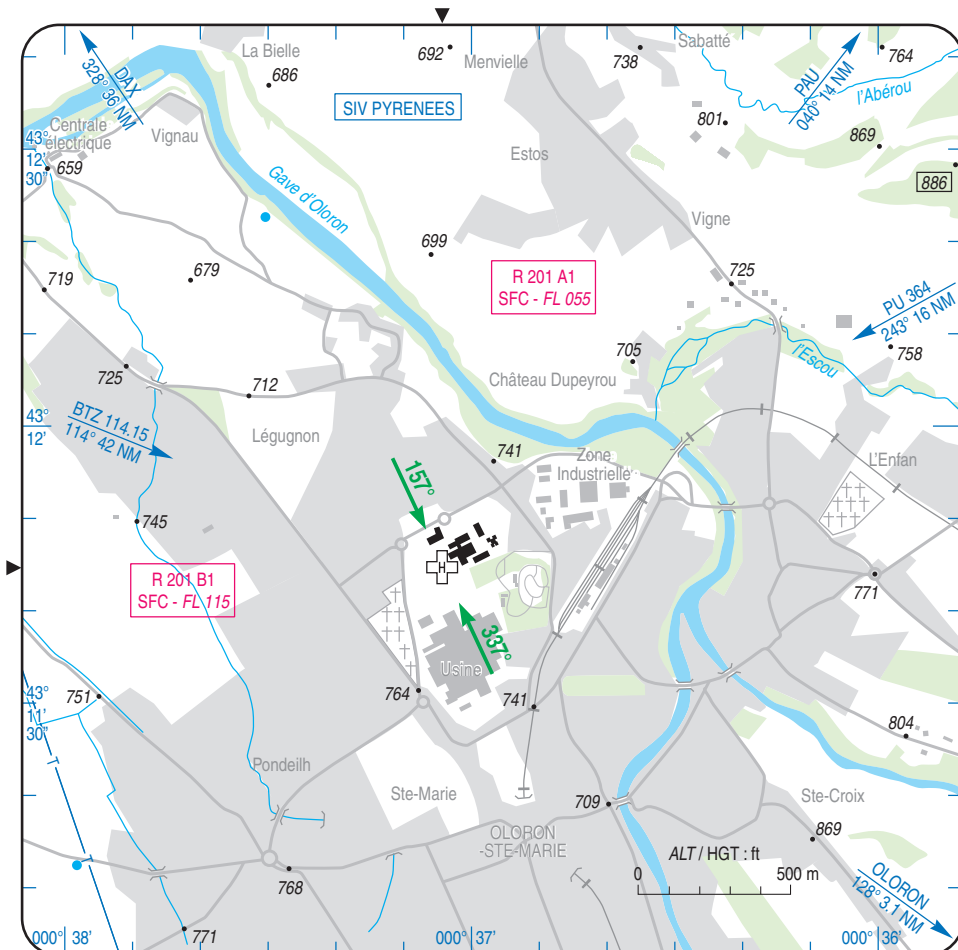 La Bielle
692
Menvielle
738
Sabatté
764
DAX
328° 36 NM
686
SIV PYRENEES
PAU
040° 14 NM
l'Abérou
Centrale
électrique
Vignau
801
869
43°
12'
30"
659
Estos
886
Gave d'Oloron
Vigne
699
719
679
R 201 A1
SFC - FL 055
725
PU 364
243° 16 NM
705
l'Escou
758
725
712
Château Dupeyrou
43°
12'
BTZ 114.15
114° 42 NM
Légugnon
741
Zone
Industrielle
L'Enfan
157°
745
H
R 201 B1
SFC - FL 115
771
337°
Usine
751
764
741
43°
11'
30"
804
T
Pondeilh
Ste-Marie
709
Ste-Croix
OLORON
-STE-MARIE
869
ALT / HGT : ft
0
500 m
T
768
OLORON
128° 3.1 NM
000° 38'
771
000° 37'
000° 36'